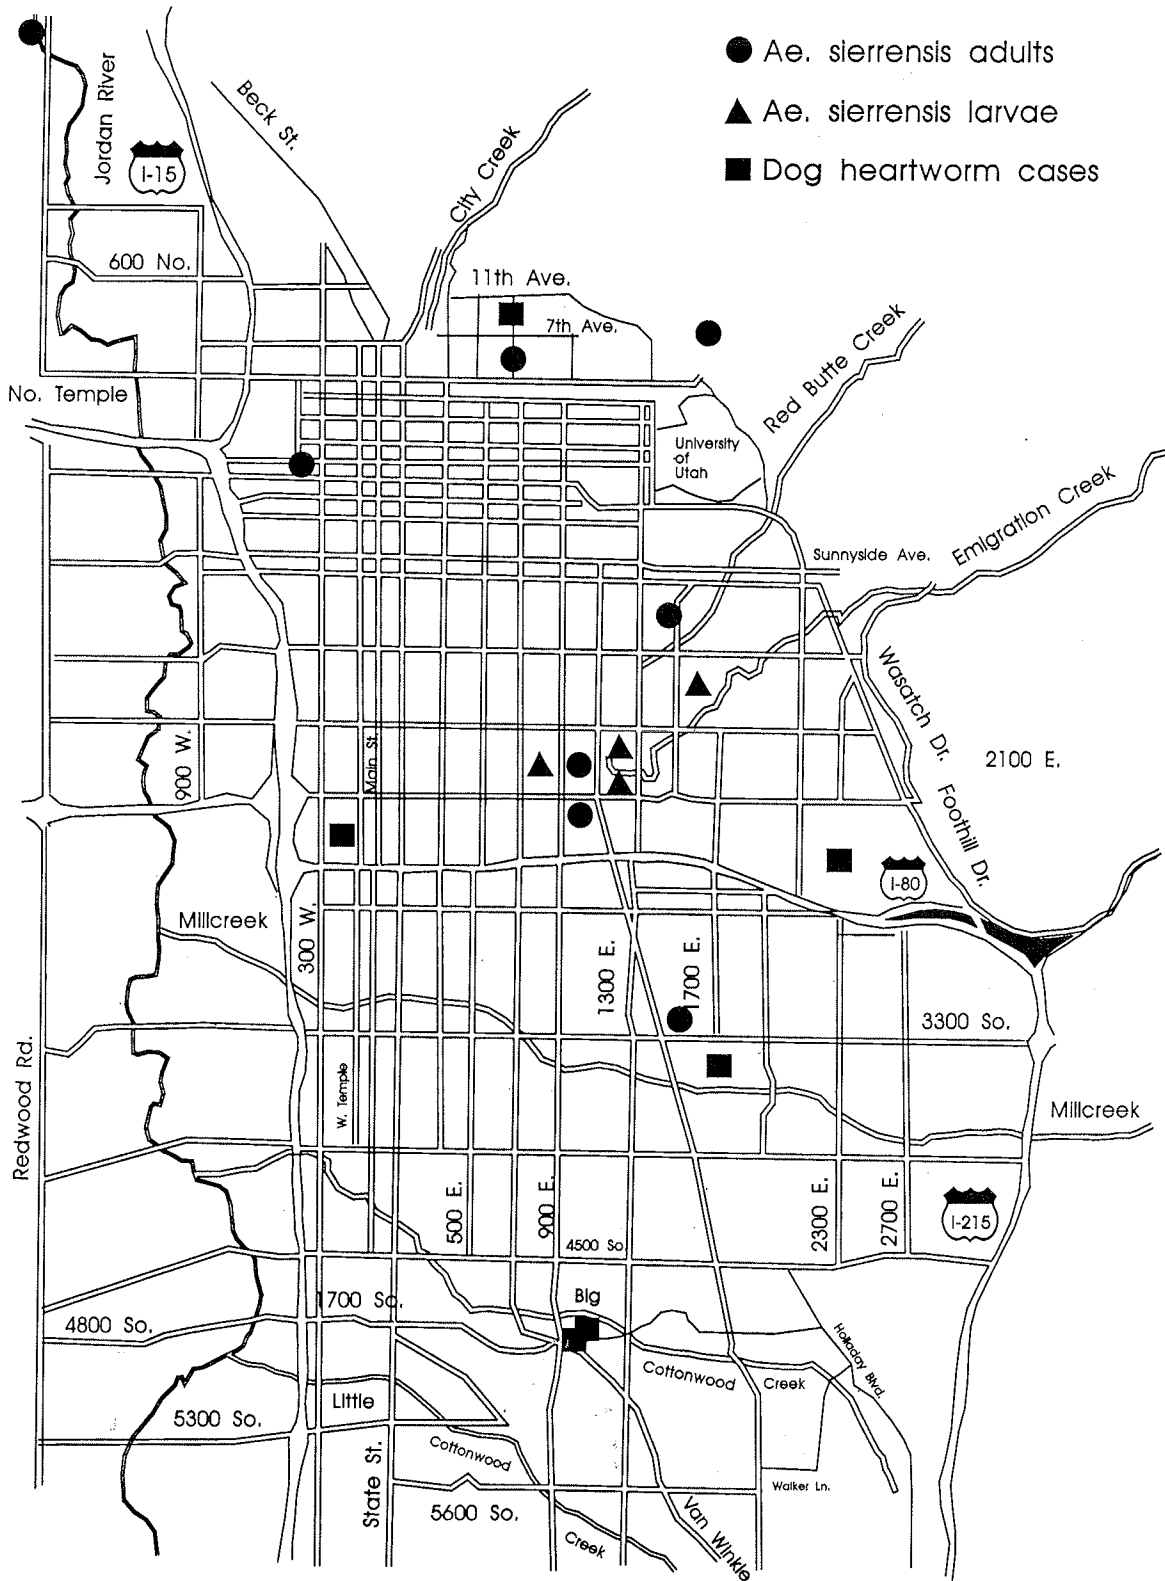 Ae. sierrensis adults
Ae. sierrensis larvae
Dog heartworm cases
Jordan River
I-15
Beck St.
City Creek
600 No.
11th Ave.
7th Ave.
Red Butte Creek
No. Temple
University
of
Utah
Emigration Creek
Sunnyside Ave.
Wasatch Dr.
2100 E.
900 W.
Main St.
Foothill Dr.
I-80
Millcreek
300 W.
1300 E.
1700 E.
3300 So.
Redwood Rd.
W. Temple
Millcreek
500 E.
900 E.
2300 E.
2700 E.
I-215
4500 So
1700 So.
Big
4800 So.
Holladay Blvd.
Cottonwood
Creek
Little
5300 So.
Cottonwood
State St.
Walker Ln.
5600 So.
Van Winkle
Creek